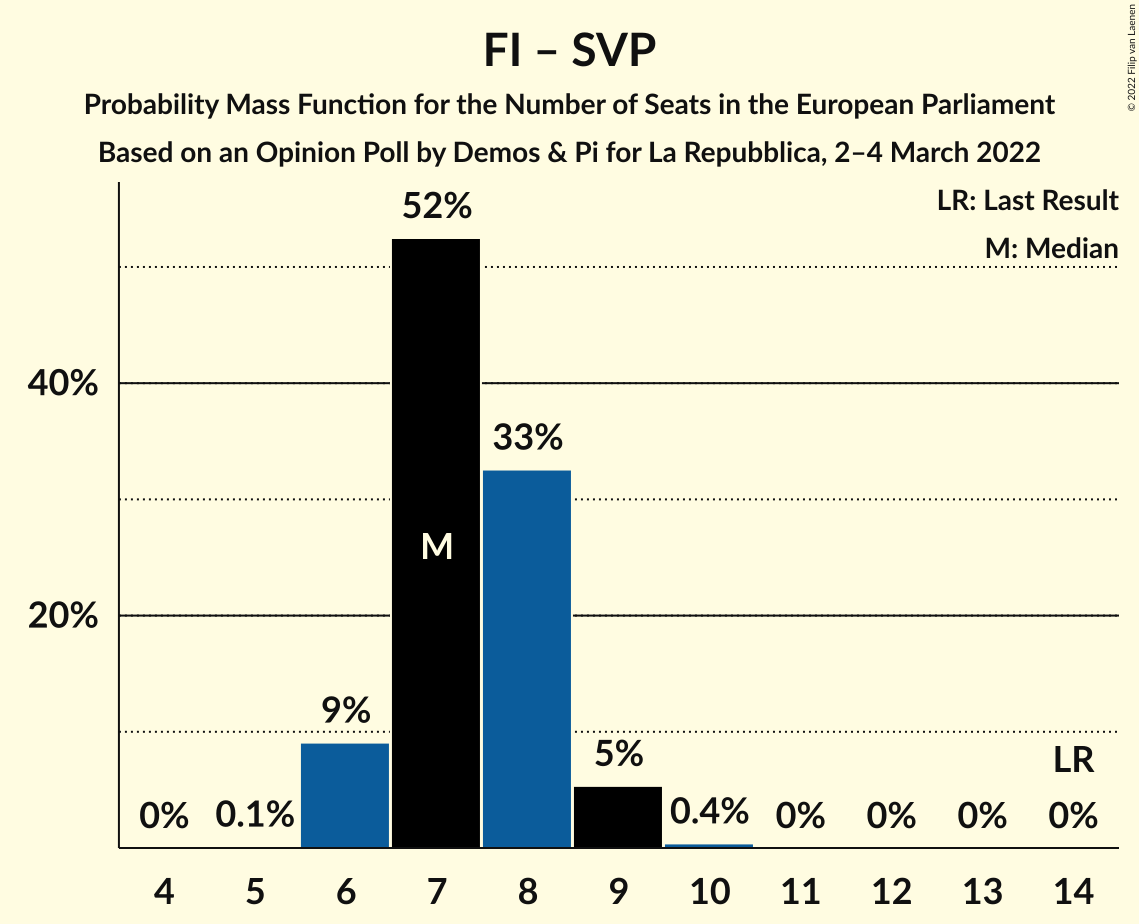 FI – SVP
Probability Mass Function for the Number of Seats in the European Parliament
Based on an Opinion Poll by Demos & Pi for La Repubblica, 2–4 March 2022
© 2022 Filip van Laenen
LR: Last Result
M: Median
52%
40%
33%
M
20%
9%
5%
LR
0%
0.1%
0.4%
0%
0%
0%
0%
4 5 6 7 8 9 10 11 12 13 14